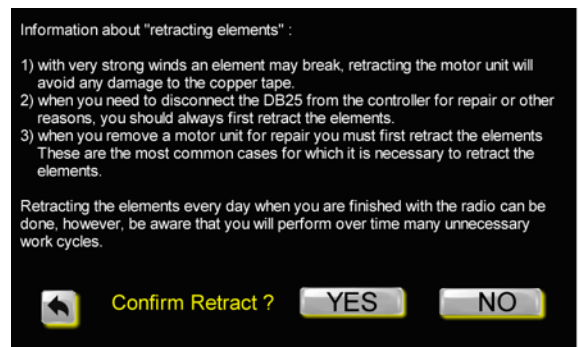 Information about "retracting elements" :
1) with very strong winds an element may break, retracting the motor unit will
avoid any damage to the copper tape.
2) when you need to disconnect the DB25 from the controller for repair or other
reasons, you should always first retract the elements.
3) when you remove a motor unit for repair you must first retract the elements
These are the most common cases for which it is necessary to retract the
elements.
Retracting the elements every day when you are finished with the radio can be
done, however, be aware that you will perform over time many unnecessary
work cycles.
Confirm Retract ? YES NO